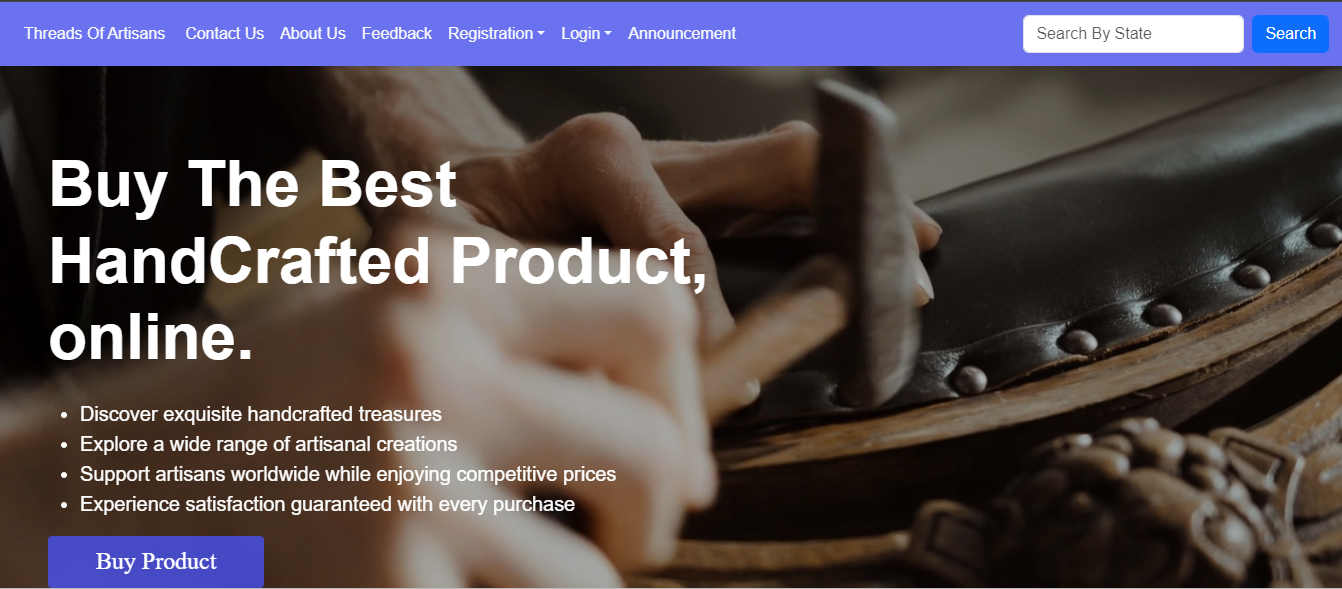 Threads Of Artisans Contact Us About Us Feedback Registration Login Announcement Search By State Search
Buy The Best
HandCrafted Product,
online.
Discover exquisite handcrafted treasures
Explore a wide range of artisanal creations
Support artisans worldwide while enjoying competitive prices
Experience satisfaction guaranteed with every purchase
Buy Product